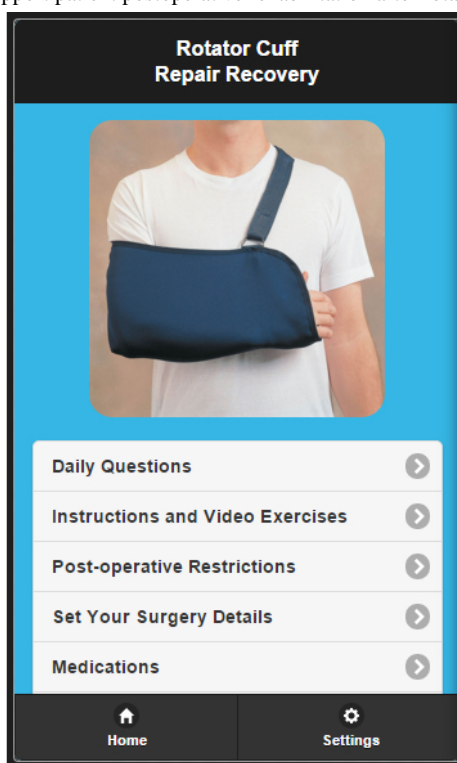 Rotator Cuff
Repair Recovery
Daily Questions
Instructions and Video Exercises
Post-operative Restrictions
Set Your Surgery Details
Medications
Home
Settings